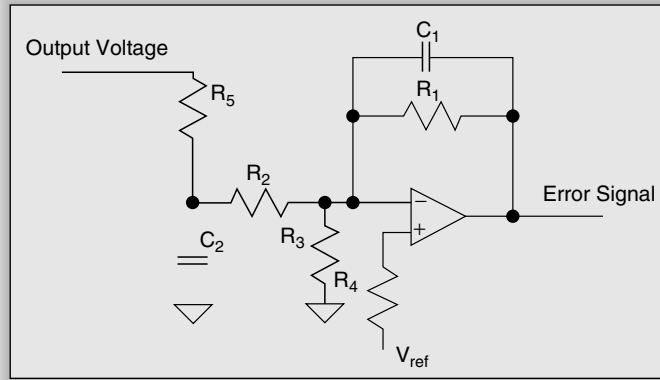 C1
Output Voltage
R5
R1
R2
Error Signal
−
C2
R3
+
R4
Vref